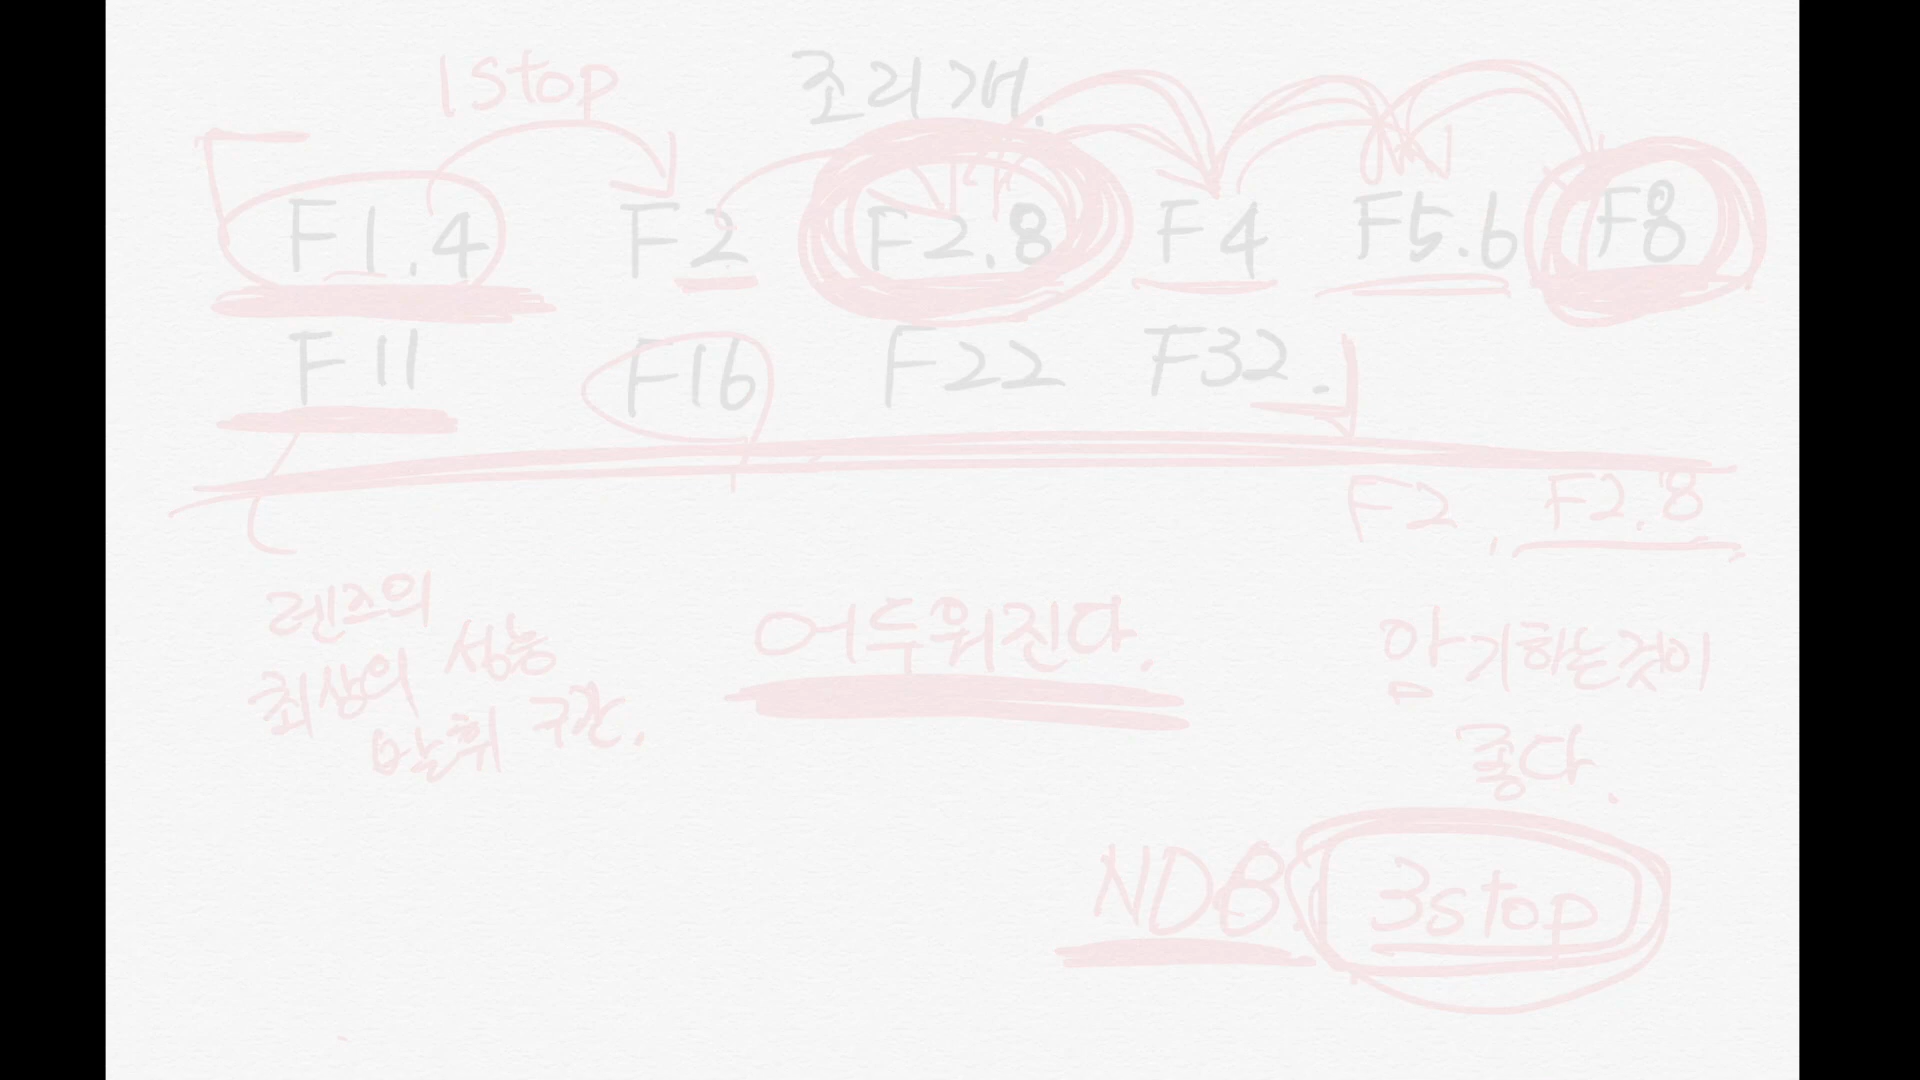 1stop 조리개.
F1.4 F2 F2.8 F4 F5.6 F8
F11 F16 F22 F32.
F2, F2.8
렌즈의
최상의 성능
발휘 구간.
어두워진다.
암기하는것이
좋다.
ND8. 3stop